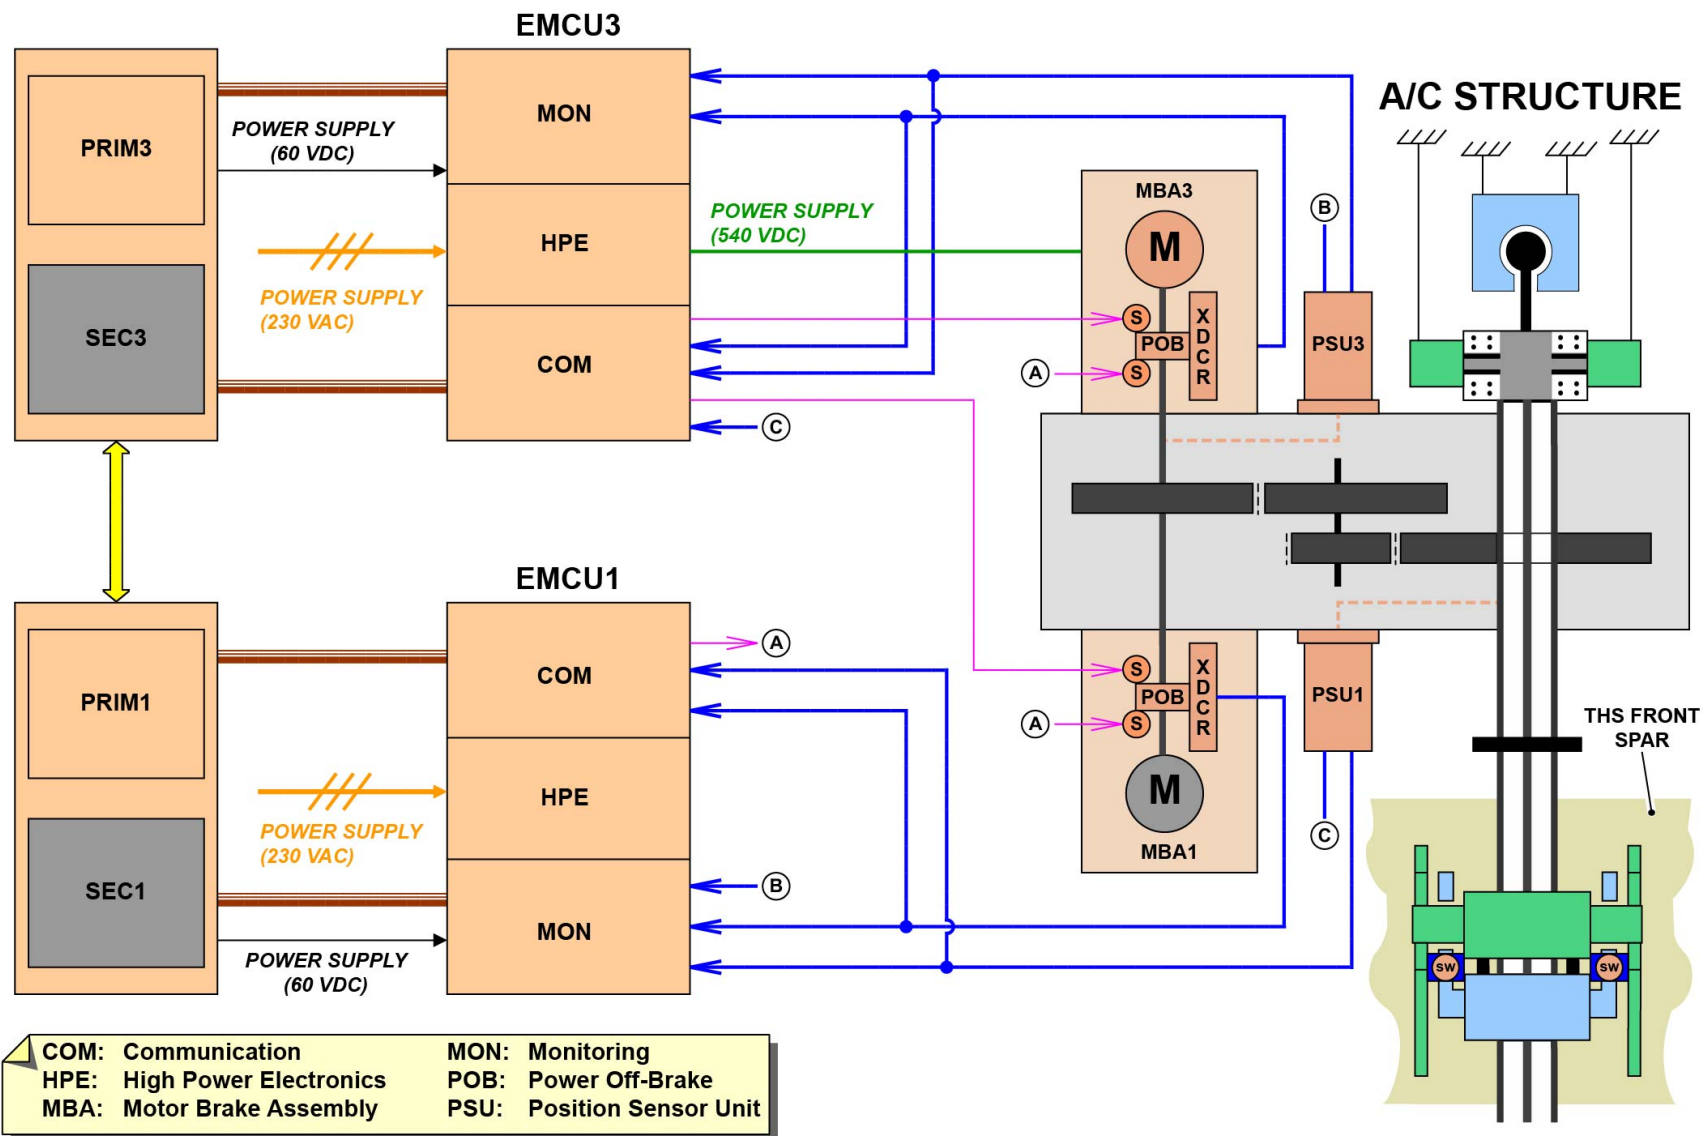 EMCU3
A/C STRUCTURE
PRIM3
POWER SUPPLY
(60 VDC)
MON
MBA3
M
B
POWER SUPPLY
(540 VDC)
HPE
POWER SUPPLY
(230 VAC)
SEC3
COM
S
POB
S
XDCR
A
PSU3
C
EMCU1
PRIM1
COM
A
S
POB
S
XDCR
A
PSU1
THS FRONT
SPAR
HPE
POWER SUPPLY
(230 VAC)
M
MBA1
C
SEC1
B
MON
POWER SUPPLY
(60 VDC)
SW
SW
COM: Communication
HPE: High Power Electronics
MBA: Motor Brake Assembly
MON: Monitoring
POB: Power Off-Brake
PSU: Position Sensor Unit